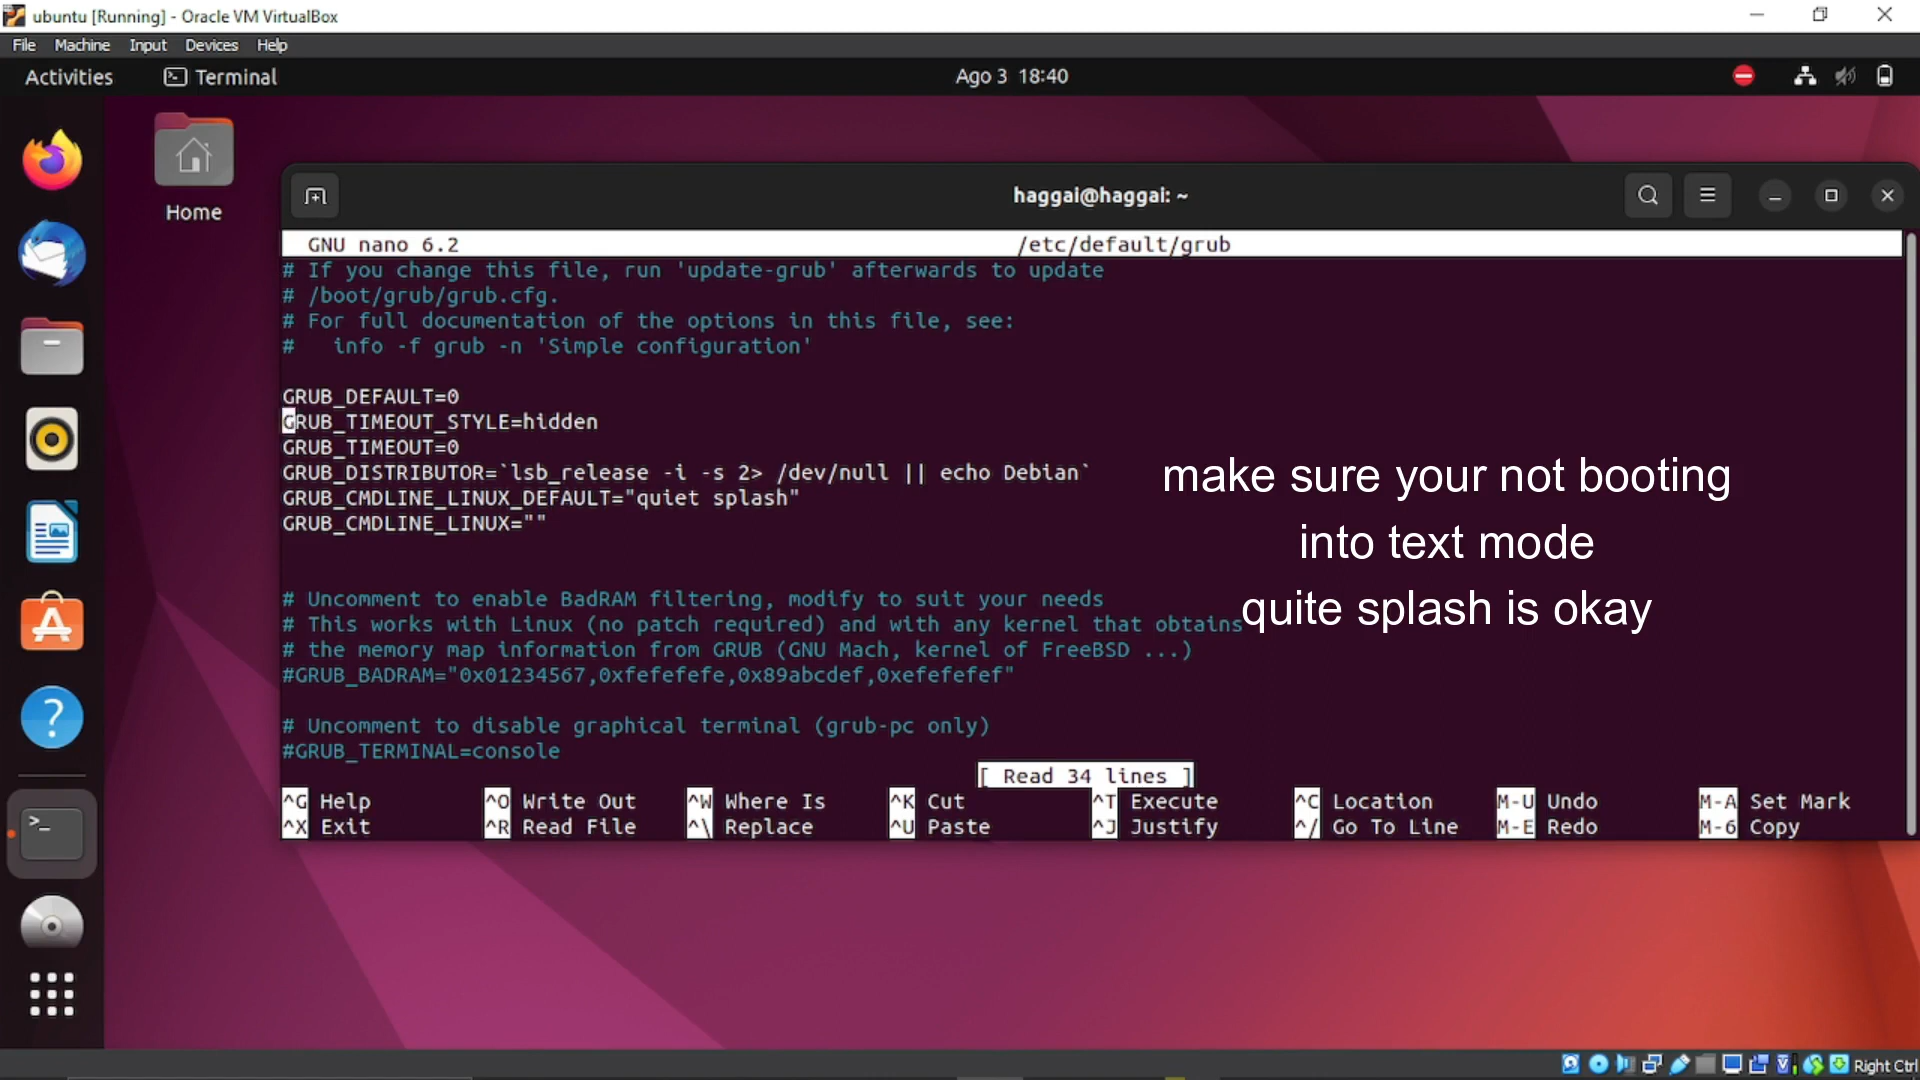 ubuntu [Running] - Oracle VM VirtualBox
File Machine Input Devices Help
Activities Terminal Ago 3 18:40
Home
haggai@haggai: ~
GNU nano 6.2 /etc/default/grub
# If you change this file, run 'update-grub' afterwards to update
# /boot/grub/grub.cfg.
# For full documentation of the options in this file, see:
#   info -f grub -n 'Simple configuration'
GRUB_DEFAULT=0
GRUB_TIMEOUT_STYLE=hidden
GRUB_TIMEOUT=0
GRUB_DISTRIBUTOR=`lsb_release -i -s 2> /dev/null || echo Debian`
GRUB_CMDLINE_LINUX_DEFAULT="quiet splash"
GRUB_CMDLINE_LINUX=""
make sure your not booting
into text mode
quite splash is okay
# Uncomment to enable BadRAM filtering, modify to suit your needs
# This works with Linux (no patch required) and with any kernel that obtains
# the memory map information from GRUB (GNU Mach, kernel of FreeBSD ...)
#GRUB_BADRAM="0x01234567,0xfefefefe,0x89abcdef,0xefefefef"
# Uncomment to disable graphical terminal (grub-pc only)
#GRUB_TERMINAL=console
[ Read 34 lines ]
^G Help ^O Write Out ^W Where Is ^K Cut ^T Execute ^C Location M-U Undo M-A Set Mark
^X Exit ^R Read File ^\ Replace ^U Paste ^J Justify ^/ Go To Line M-E Redo M-6 Copy
Right Ctrl